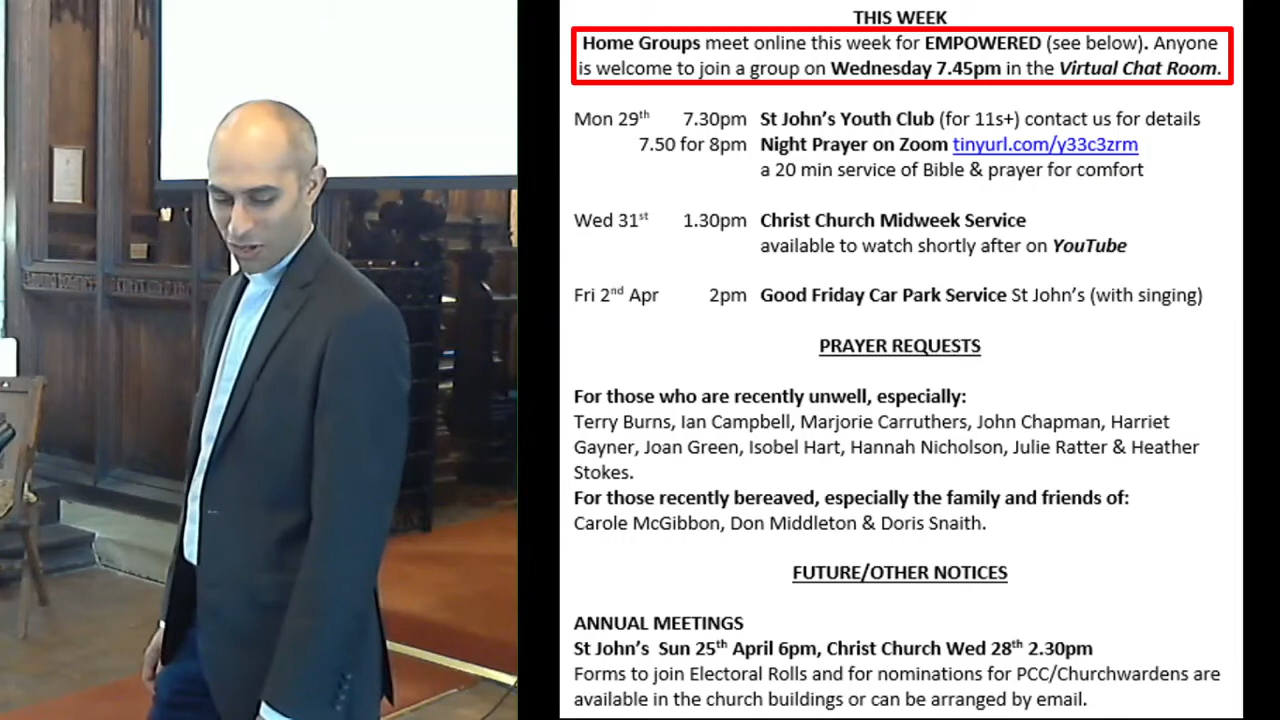 THIS WEEK
Home Groups meet online this week for EMPOWERED (see below). Anyone
is welcome to join a group on Wednesday 7.45pm in the Virtual Chat Room.
Mon 29th 7.30pm St John's Youth Club (for 11s+) contact us for details
7.50 for 8pm Night Prayer on Zoom tinyurl.com/y33c3zrm
a 20 min service of Bible & prayer for comfort
Wed 31st 1.30pm Christ Church Midweek Service
available to watch shortly after on YouTube
Fri 2nd Apr 2pm Good Friday Car Park Service St John's (with singing)
PRAYER REQUESTS
For those who are recently unwell, especially:
Terry Burns, Ian Campbell, Marjorie Carruthers, John Chapman, Harriet
Gayner, Joan Green, Isobel Hart, Hannah Nicholson, Julie Ratter & Heather
Stokes.
For those recently bereaved, especially the family and friends of:
Carole McGibbon, Don Middleton & Doris Snaith.
FUTURE/OTHER NOTICES
ANNUAL MEETINGS
St John's Sun 25th April 6pm, Christ Church Wed 28th 2.30pm
Forms to join Electoral Rolls and for nominations for PCC/Churchwardens are
available in the church buildings or can be arranged by email.